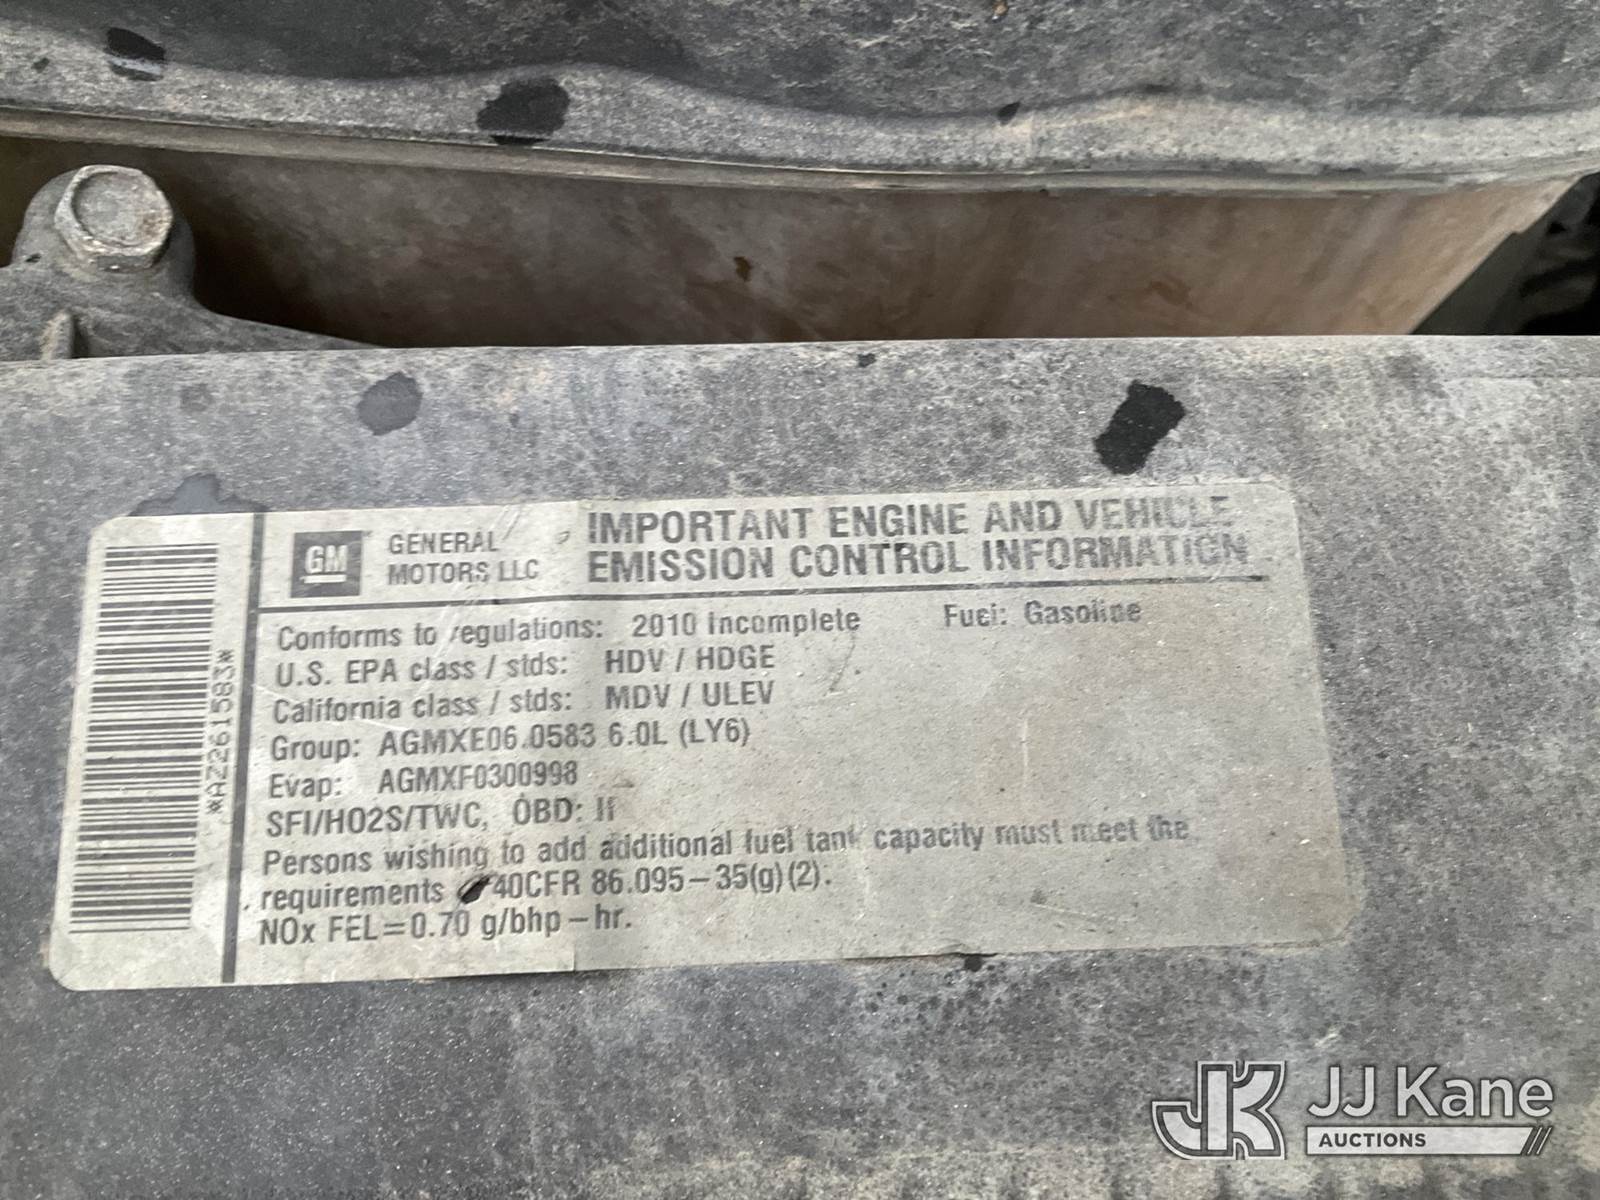 GM GENERAL MOTORS LLC
IMPORTANT ENGINE AND VEHICLE
EMISSION CONTROL INFORMATION
Conforms to regulations: 2010 Incomplete Fuel: Gasoline
U.S. EPA class / stds: HDV / HDGE
California class / stds: MDV / ULEV
Group: AGMXE06.0583 6.0L (LY6)
Evap: AGMXF0300998
SFI/HO2S/TWC, OBD: II
Persons wishing to add additional fuel tank capacity must meet the
requirements 40CFR 86.095-35(g)(2).
NOx FEL=0.70 g/bhp-hr.
*AZ261583*
JK JJ Kane
AUCTIONS